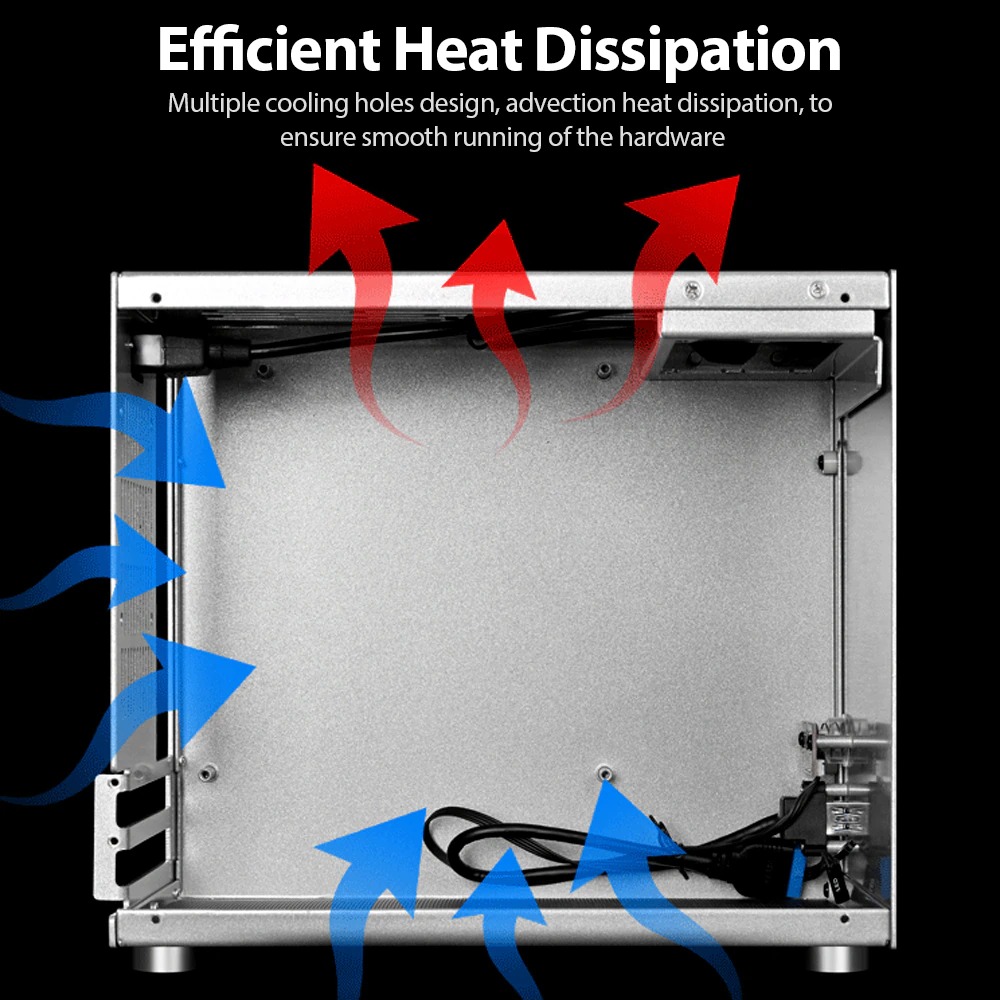 Efficient Heat Dissipation
Multiple cooling holes design, advection heat dissipation, to
ensure smooth running of the hardware